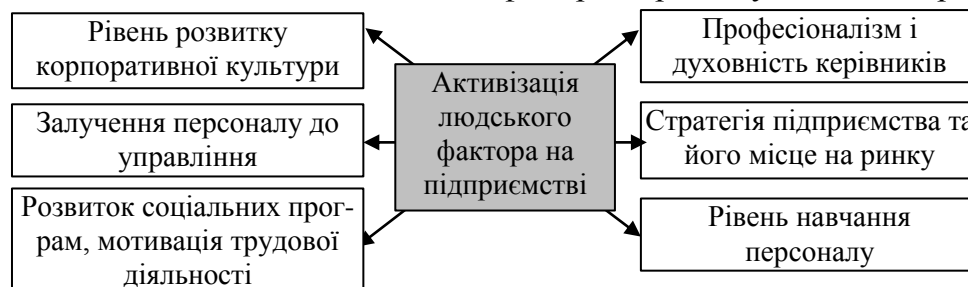 Рівень розвитку
корпоративної культури
Залучення персоналу до
управління
Розвиток соціальних прог-
рам, мотивація трудової
діяльності
Активізація
людського
фактора на
підприємстві
Професіоналізм і
духовність керівників
Стратегія підприємства та
його місце на ринку
Рівень навчання
персоналу